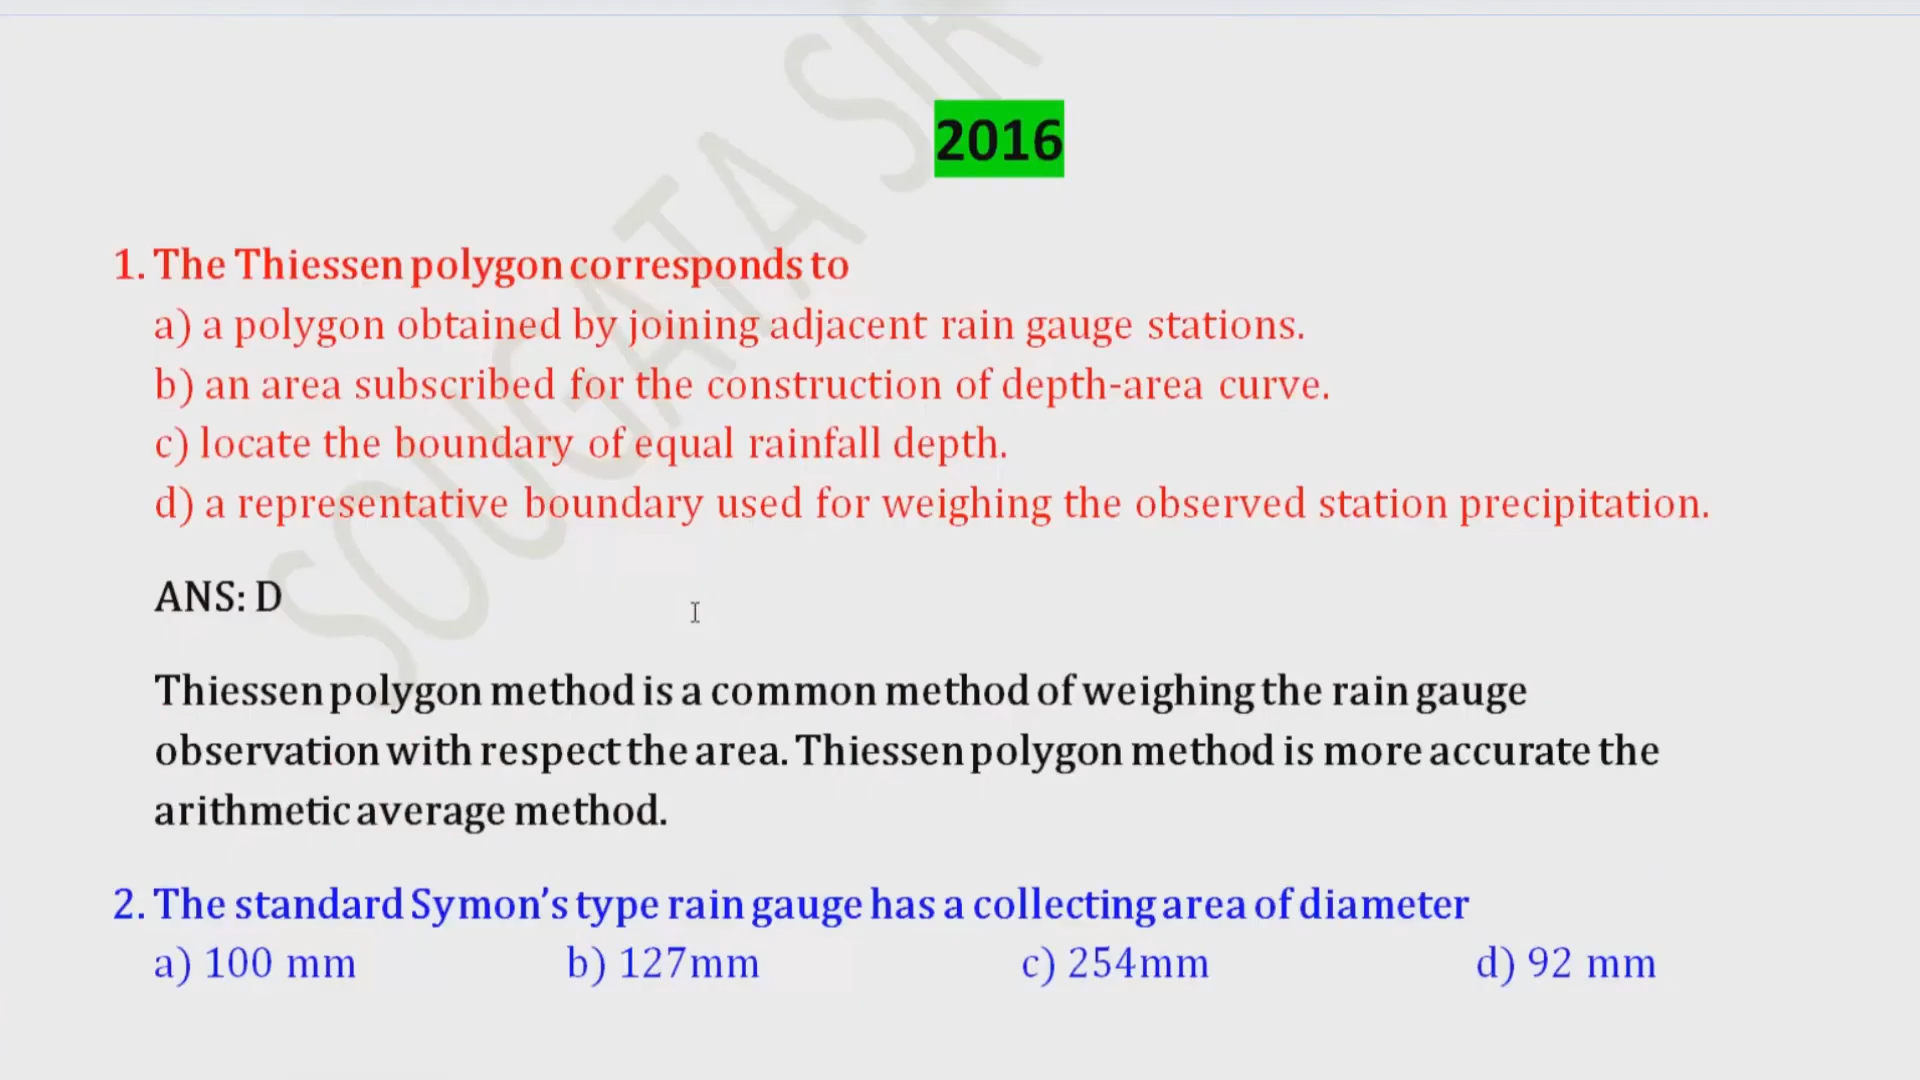 2016
1. The Thiessen polygon corresponds to
a) a polygon obtained by joining adjacent rain gauge stations.
b) an area subscribed for the construction of depth-area curve.
c) locate the boundary of equal rainfall depth.
d) a representative boundary used for weighing the observed station precipitation.
ANS: D
Thiessen polygon method is a common method of weighing the rain gauge
observation with respect the area. Thiessen polygon method is more accurate the
arithmetic average method.
2. The standard Symon’s type rain gauge has a collecting area of diameter
a) 100 mm b) 127mm c) 254mm d) 92 mm
SOUGATA SIR